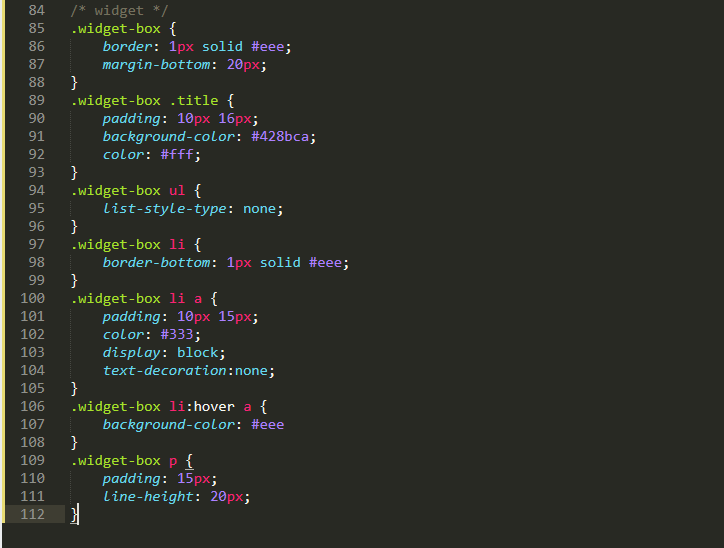 84 /* widget */
85 .widget-box {
86     border: 1px solid #eee;
87     margin-bottom: 20px;
88 }
89 .widget-box .title {
90     padding: 10px 16px;
91     background-color: #428bca;
92     color: #fff;
93 }
94 .widget-box ul {
95     list-style-type: none;
96 }
97 .widget-box li {
98     border-bottom: 1px solid #eee;
99 }
100 .widget-box li a {
101     padding: 10px 15px;
102     color: #333;
103     display: block;
104     text-decoration:none;
105 }
106 .widget-box li:hover a {
107     background-color: #eee
108 }
109 .widget-box p {
110     padding: 15px;
111     line-height: 20px;
112 }